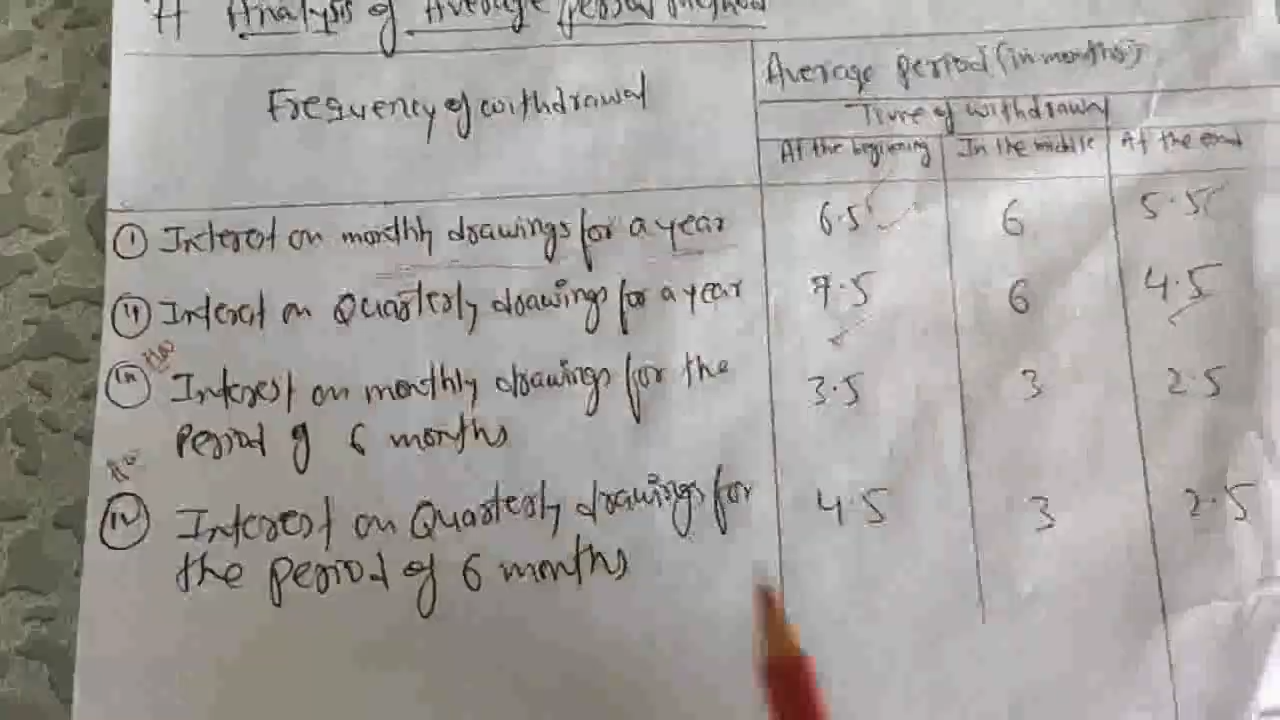 # Analysis of Average period method
Frequency of withdrawal
Average period (in months)
Time of withdrawal
At the beginning In the middle At the end
(I) Interest on monthly drawings for a year 6.5 6 5.5
(II) Interest on Quarterly drawings for a year 7.5 6 4.5
(III) Interest on monthly drawings for the 3.5 3 2.5
Period of 6 months
(IV) Interest on Quarterly drawings for 4.5 3 2.5
the period of 6 months